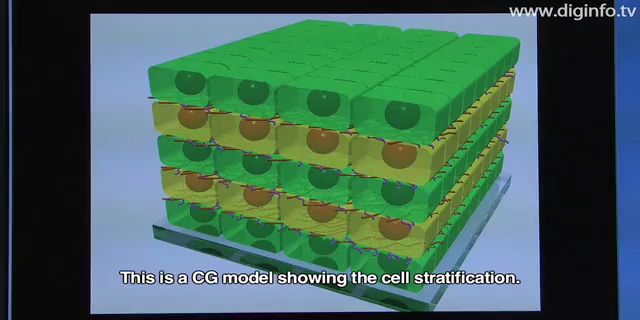 www.diginfo.tv
This is a CG model showing the cell stratification.